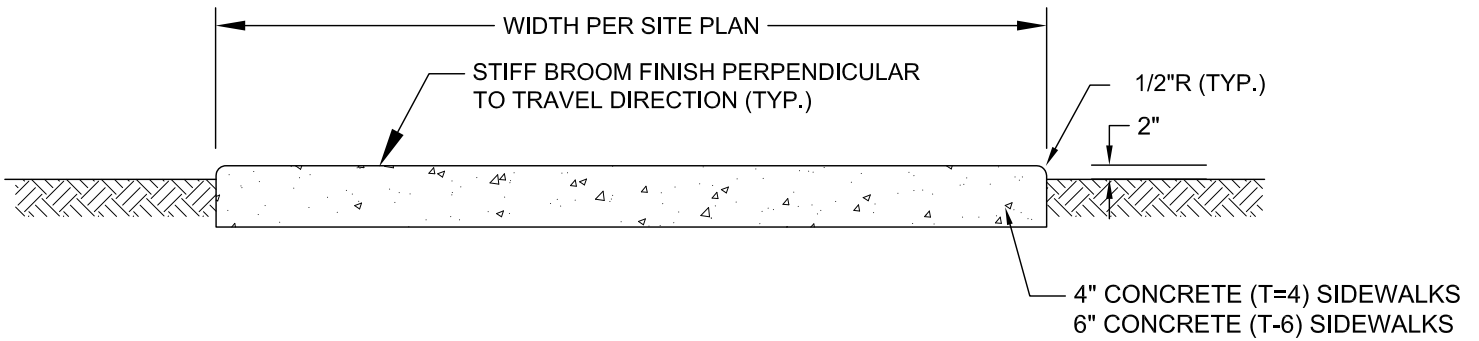 WIDTH PER SITE PLAN
STIFF BROOM FINISH PERPENDICULAR
TO TRAVEL DIRECTION (TYP.)
1/2"R (TYP.)
2"
4" CONCRETE (T=4) SIDEWALKS
6" CONCRETE (T-6) SIDEWALKS